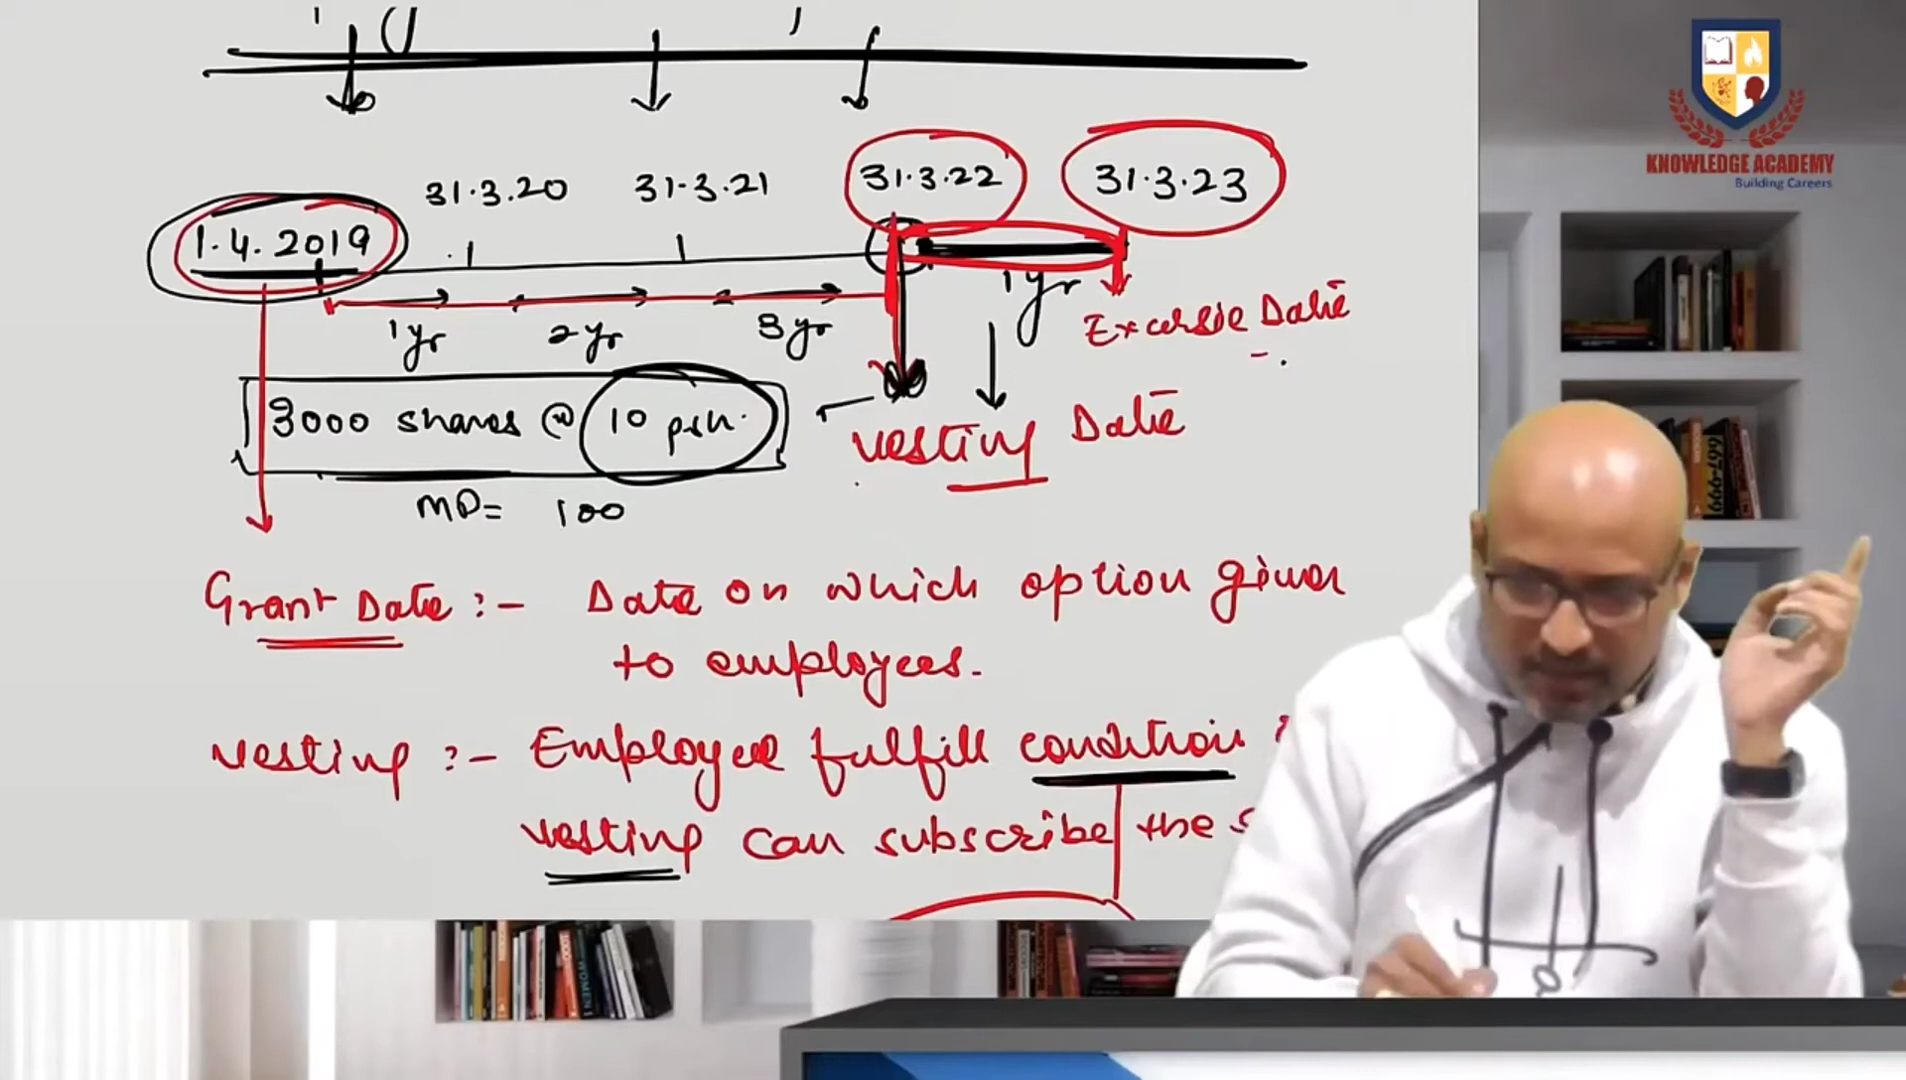 KNOWLEDGE ACADEMY
Building Careers
31.3.20 31.3.21 31.3.22 31.3.23
1.4.2019
1yr 2yr 3yr 1yr
Excersie Date
3000 shares @ 10 psh.
Vesting Date
MP= 100
Grant Date :- Date on which option given
to employees.
Vesting :- Employee fulfill condition
vesting can subscribe the s